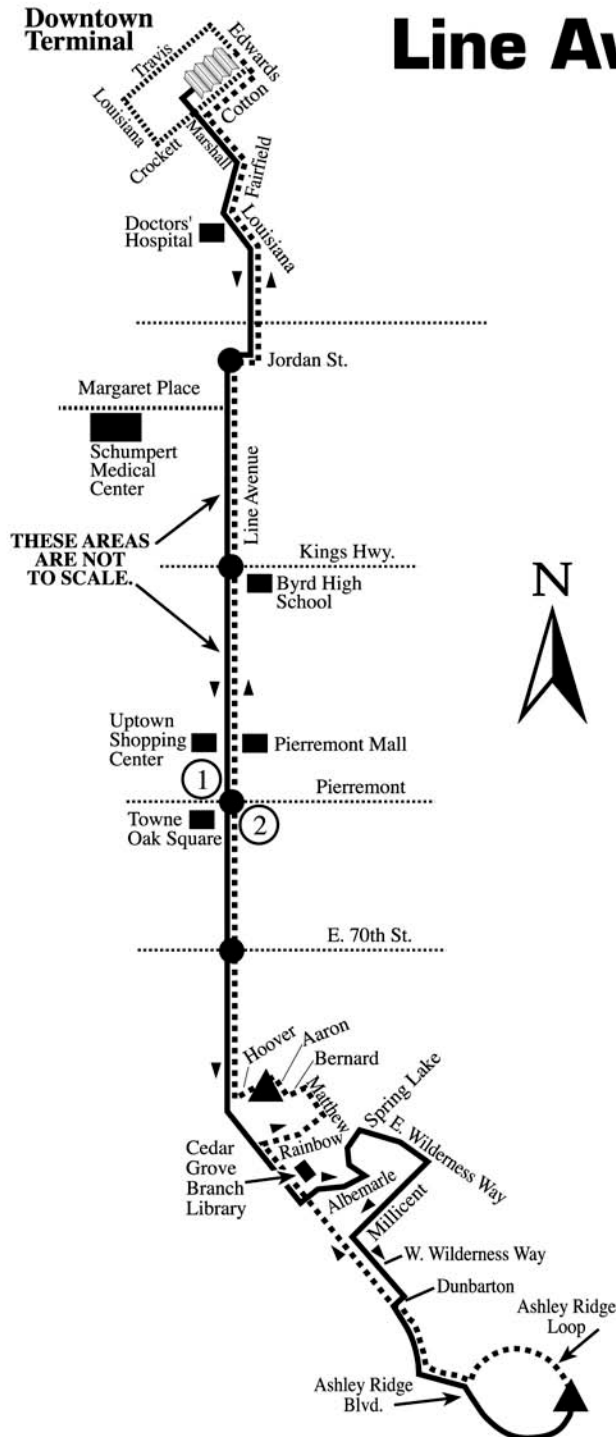 Downtown
Terminal
Line Av
Travis
Edwards
Louisiana
Cotton
Crockett
Marshall
Fairfield
Doctors'
Hospital
Louisiana
Jordan St.
Margaret Place
Schumpert
Medical
Center
Line Avenue
THESE AREAS
ARE NOT
TO SCALE.
Kings Hwy.
Byrd High
School
N
Uptown
Shopping
Center
Pierremont Mall
1
Pierremont
Towne
Oak Square
2
E. 70th St.
Hoover
Aaron
Bernard
Matthew
Spring Lake
E. Wilderness Way
Cedar
Grove
Branch
Library
Rainbow
Albemarle
Millicent
W. Wilderness Way
Dunbarton
Ashley Ridge
Loop
Ashley Ridge
Blvd.